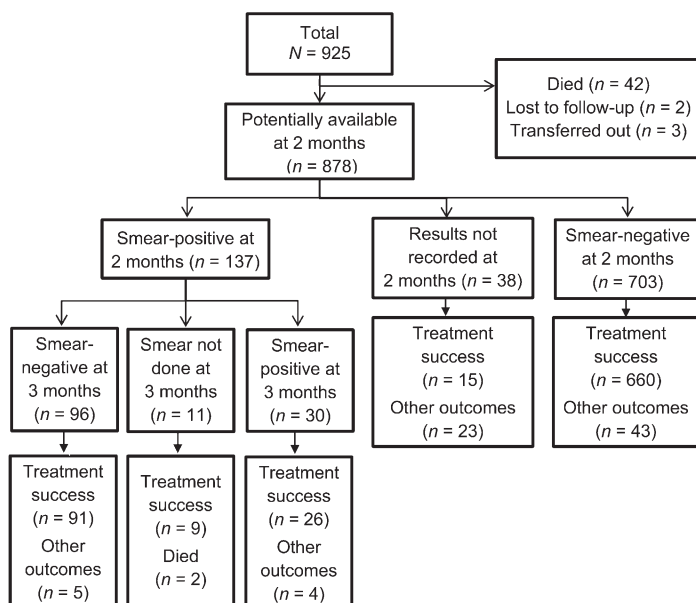 Total
N = 925
Died (n = 42)
Lost to follow-up (n = 2)
Transferred out (n = 3)
Potentially available
at 2 months
(n = 878)
Smear-positive at
2 months (n = 137)
Results not
recorded at
2 months (n = 38)
Smear-negative
at 2 months
(n = 703)
Smear-
negative at
3 months
(n = 96)
Smear not
done at
3 months
(n = 11)
Smear-
positive at
3 months
(n = 30)
Treatment
success
(n = 15)
Other outcomes
(n = 23)
Treatment
success
(n = 660)
Other outcomes
(n = 43)
Treatment
success
(n = 91)
Other
outcomes
(n = 5)
Treatment
success
(n = 9)
Died
(n = 2)
Treatment
success
(n = 26)
Other
outcomes
(n = 4)